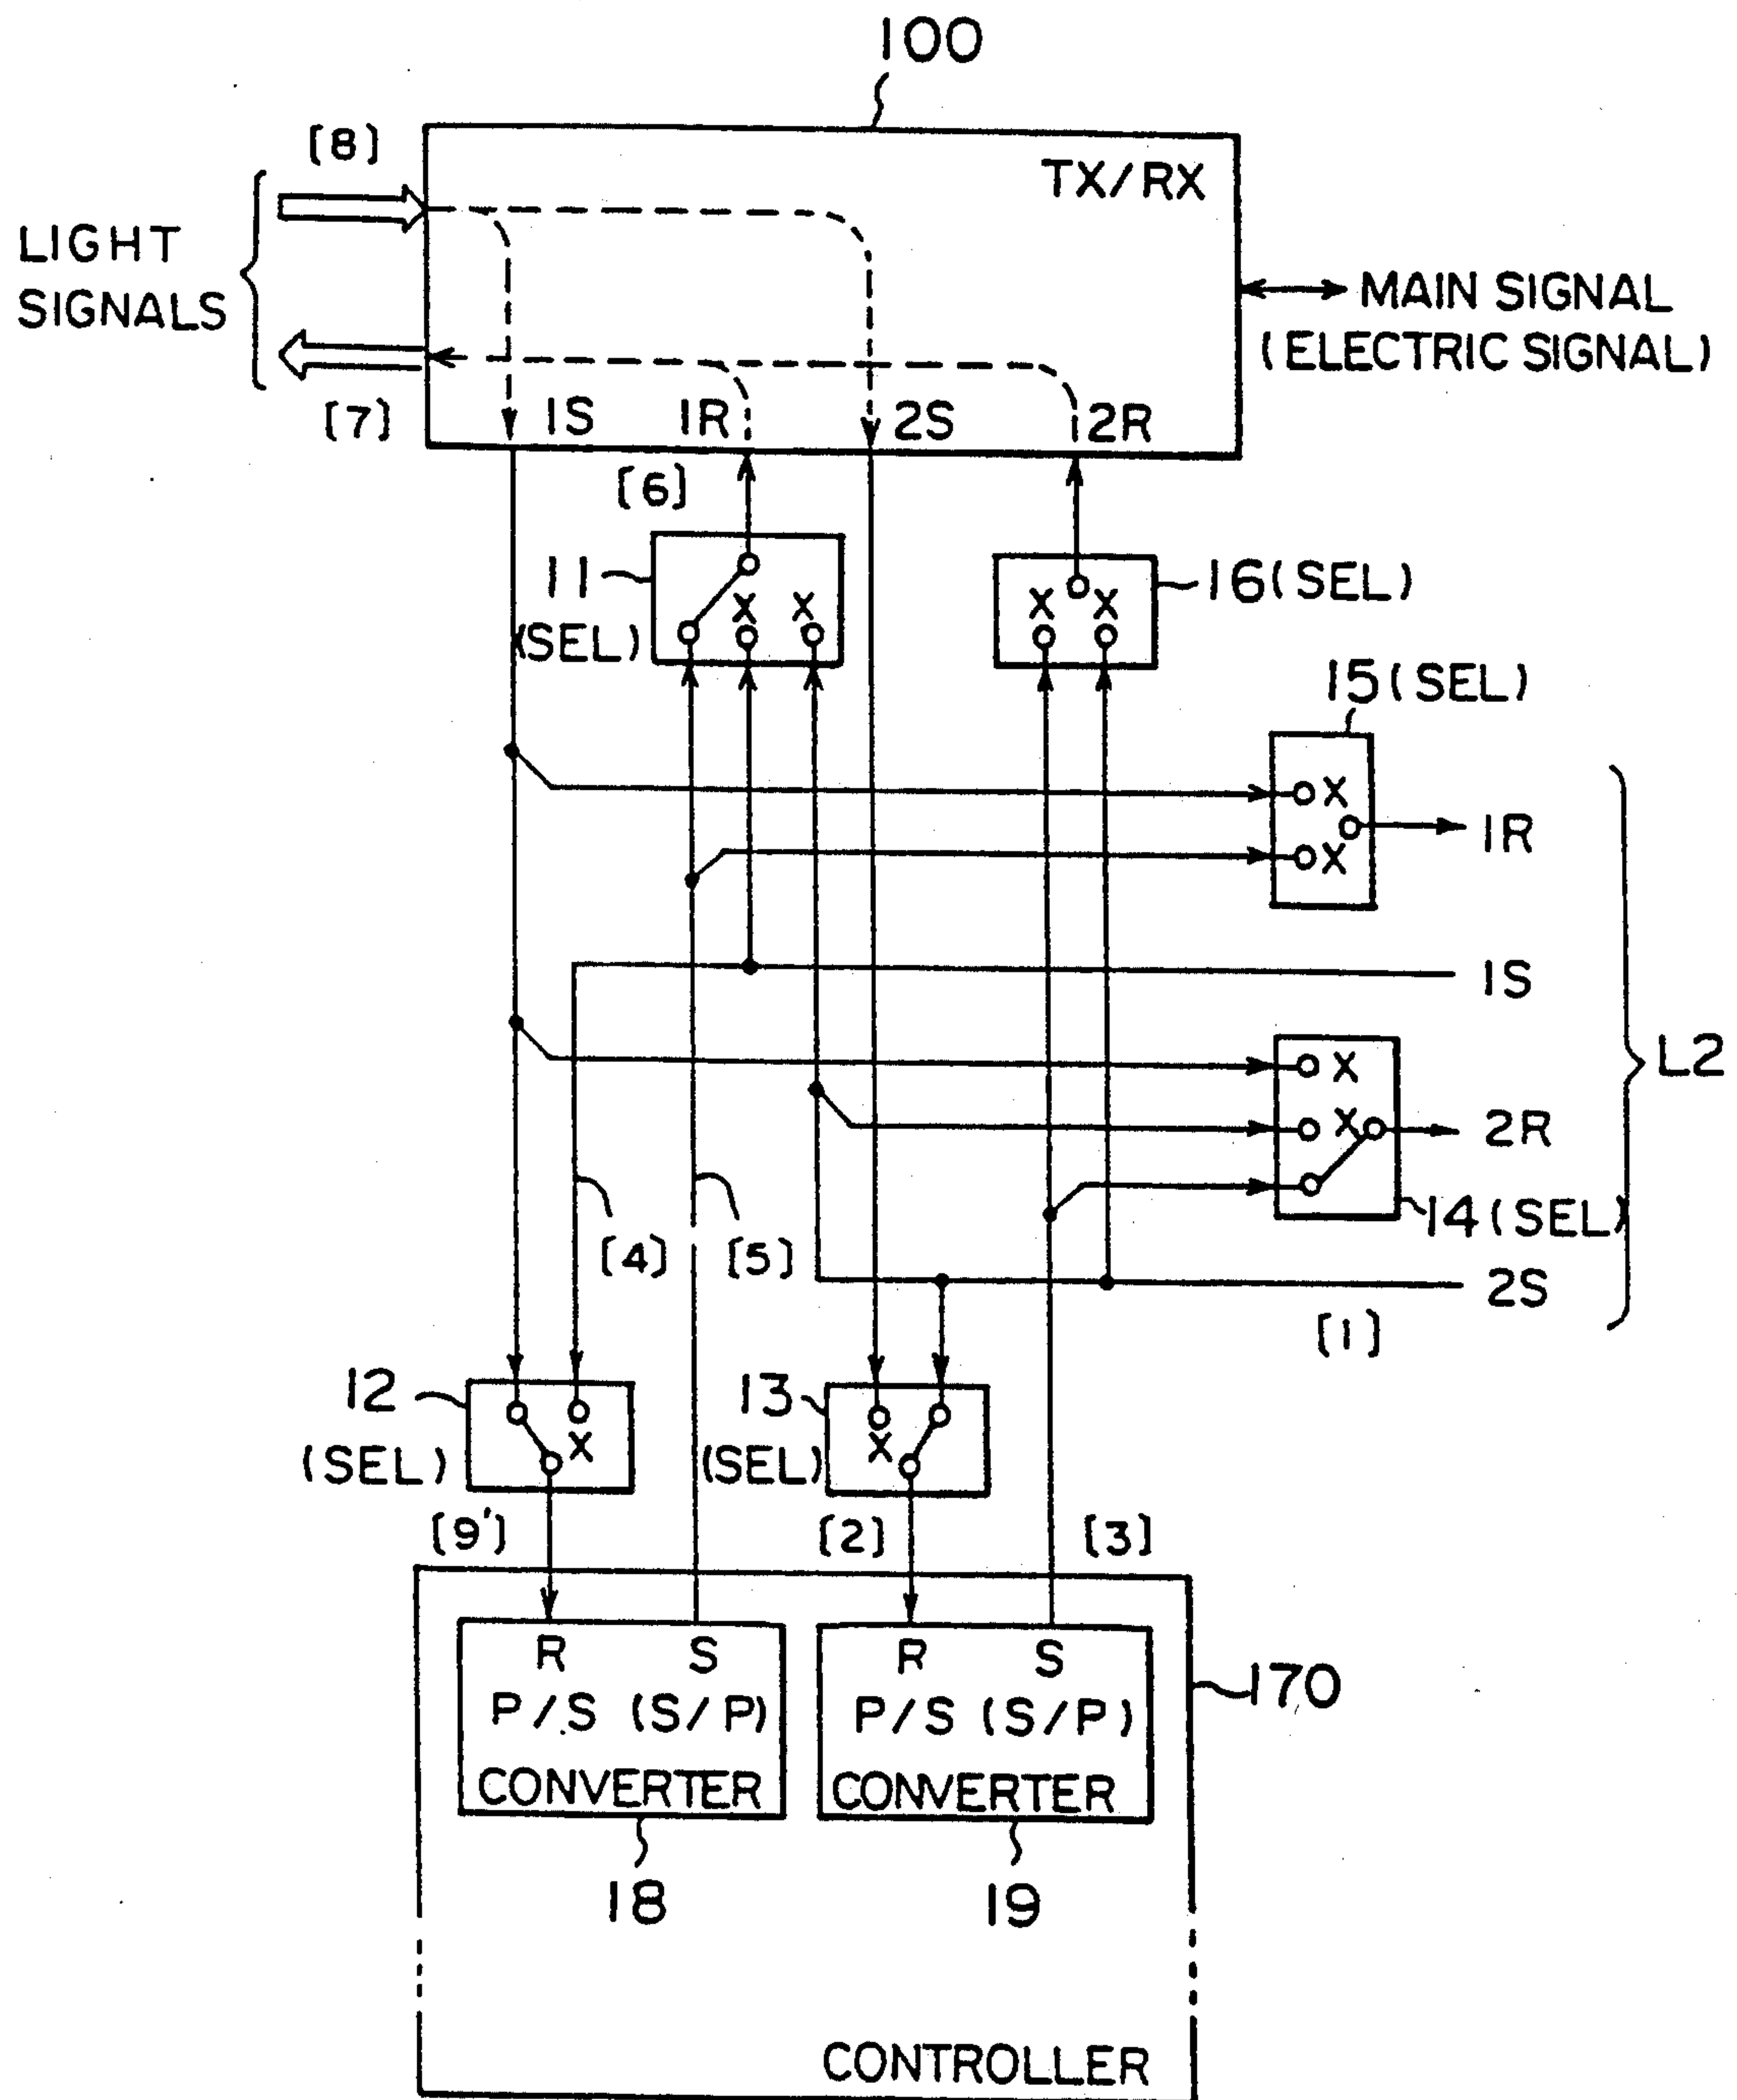 100
[8]
TX/RX
LIGHT
SIGNALS
MAIN SIGNAL
(ELECTRIC SIGNAL)
[7]
1S
1R
2S
2R
[6]
11
(SEL)
X
X
X
X
16(SEL)
15(SEL)
X
X
1R
1S
X
X
2R
L2
14(SEL)
[4]
[5]
2S
[1]
12
(SEL)
X
13
(SEL)
X
[9']
[2]
[3]
R S
P/S (S/P)
CONVERTER
R S
P/S (S/P)
CONVERTER
170
18
19
CONTROLLER